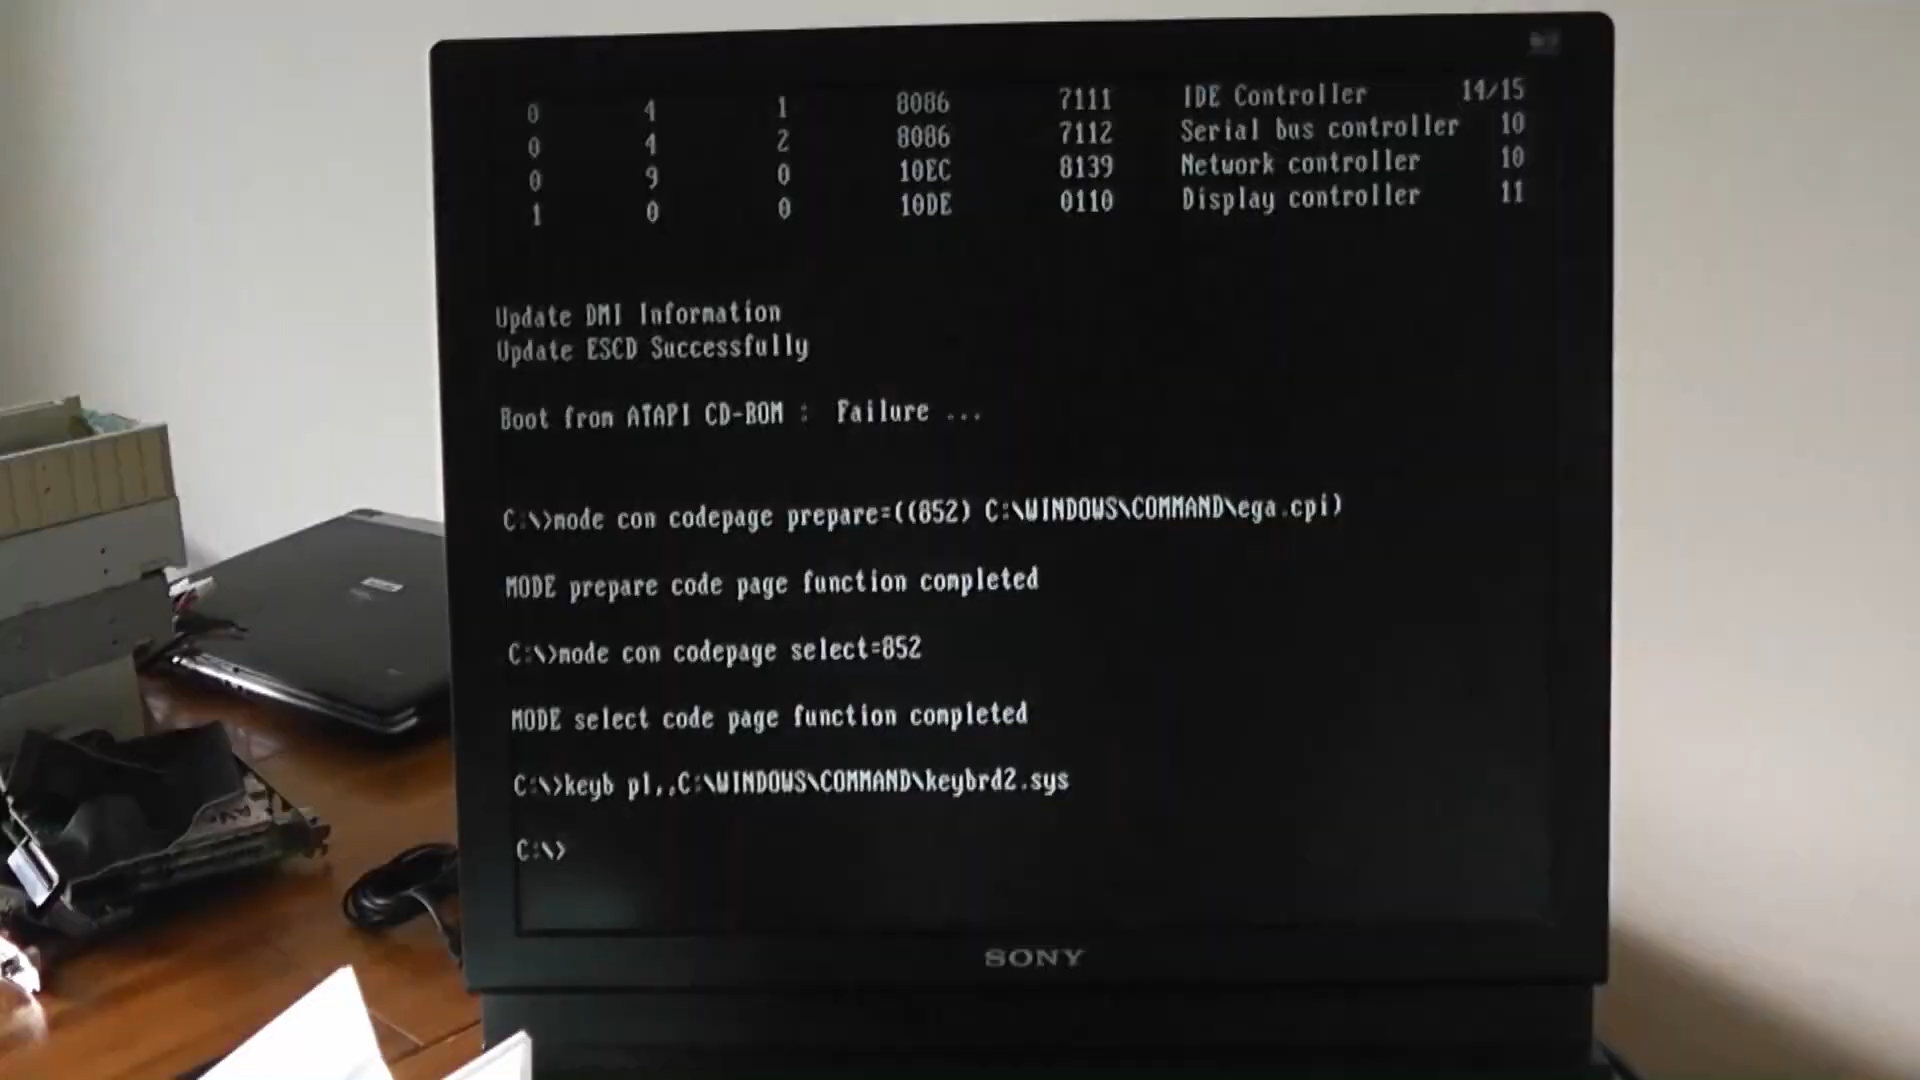 0 4 1 8086 7111 IDE Controller 14/15
0 4 2 8086 7112 Serial bus controller 10
0 9 0 10EC 8139 Network controller 10
1 0 0 10DE 0110 Display controller 11
Update DMI Information
Update ESCD Successfully
Boot from ATAPI CD-ROM : Failure ...
C:\>mode con codepage prepare=((852) C:\WINDOWS\COMMAND\ega.cpi)
MODE prepare code page function completed
C:\>mode con codepage select=852
MODE select code page function completed
C:\>keyb pl,,C:\WINDOWS\COMMAND\keybrd2.sys
C:\>
SONY